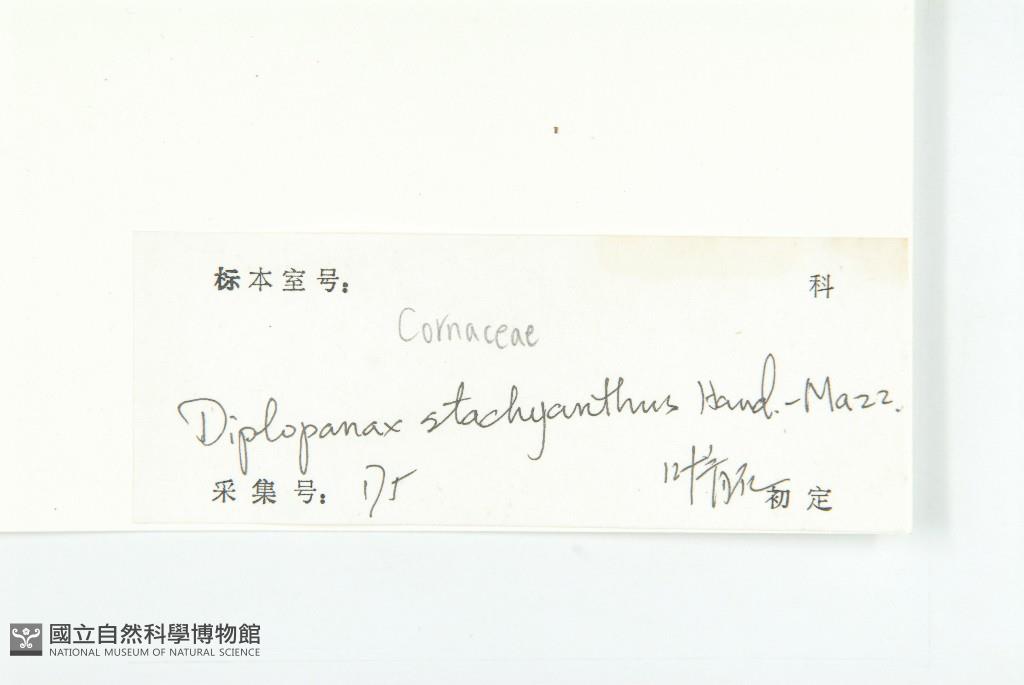 标本室号: 科
Cornaceae
Diplopanax stachyanthus Hand.-Mazz.
采集号: 初定
國立自然科學博物館
NATIONAL MUSEUM OF NATURAL SCIENCE